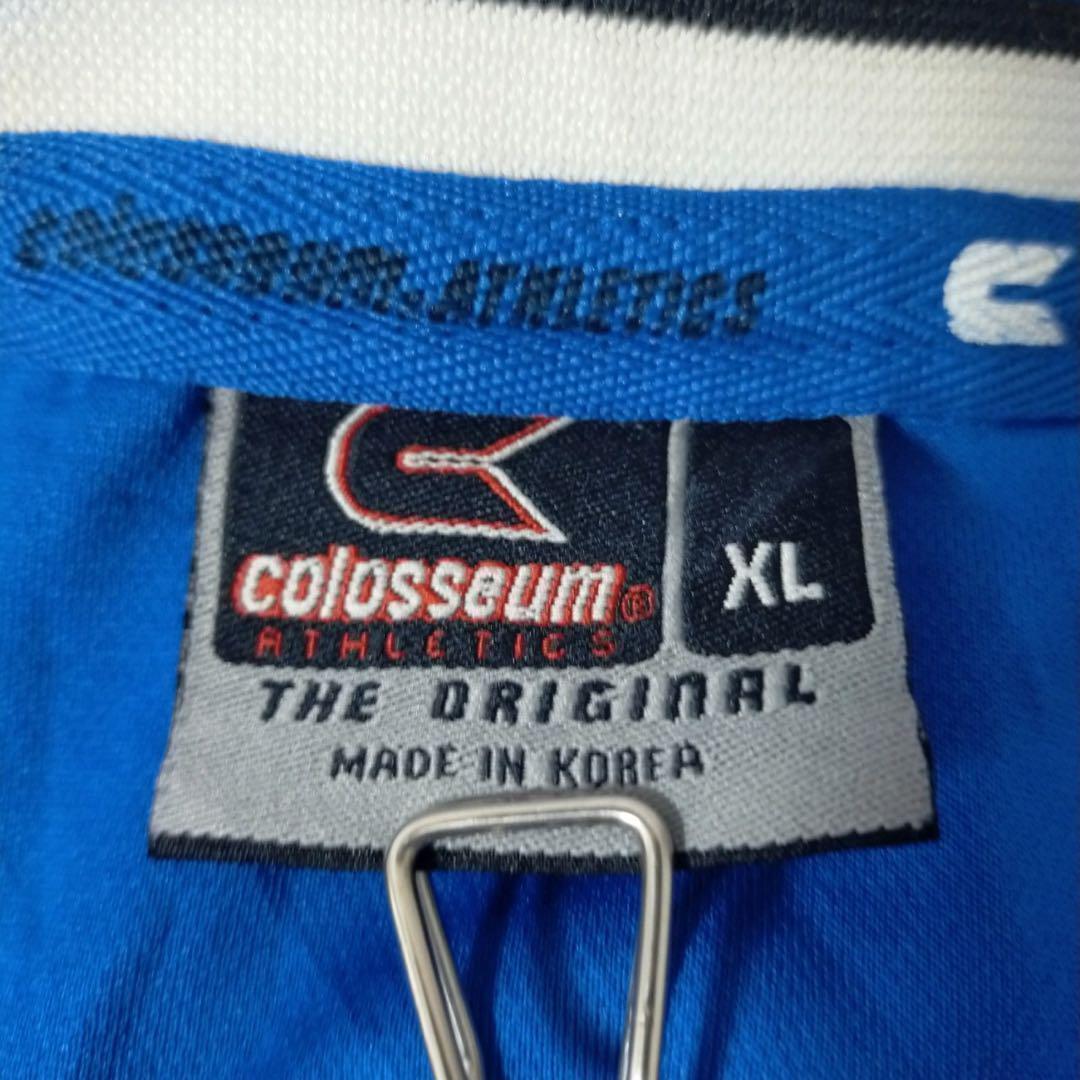 colosseum ATHLETICS
colosseum®
ATHLETICS
XL
THE ORIGINAL
MADE IN KOREA